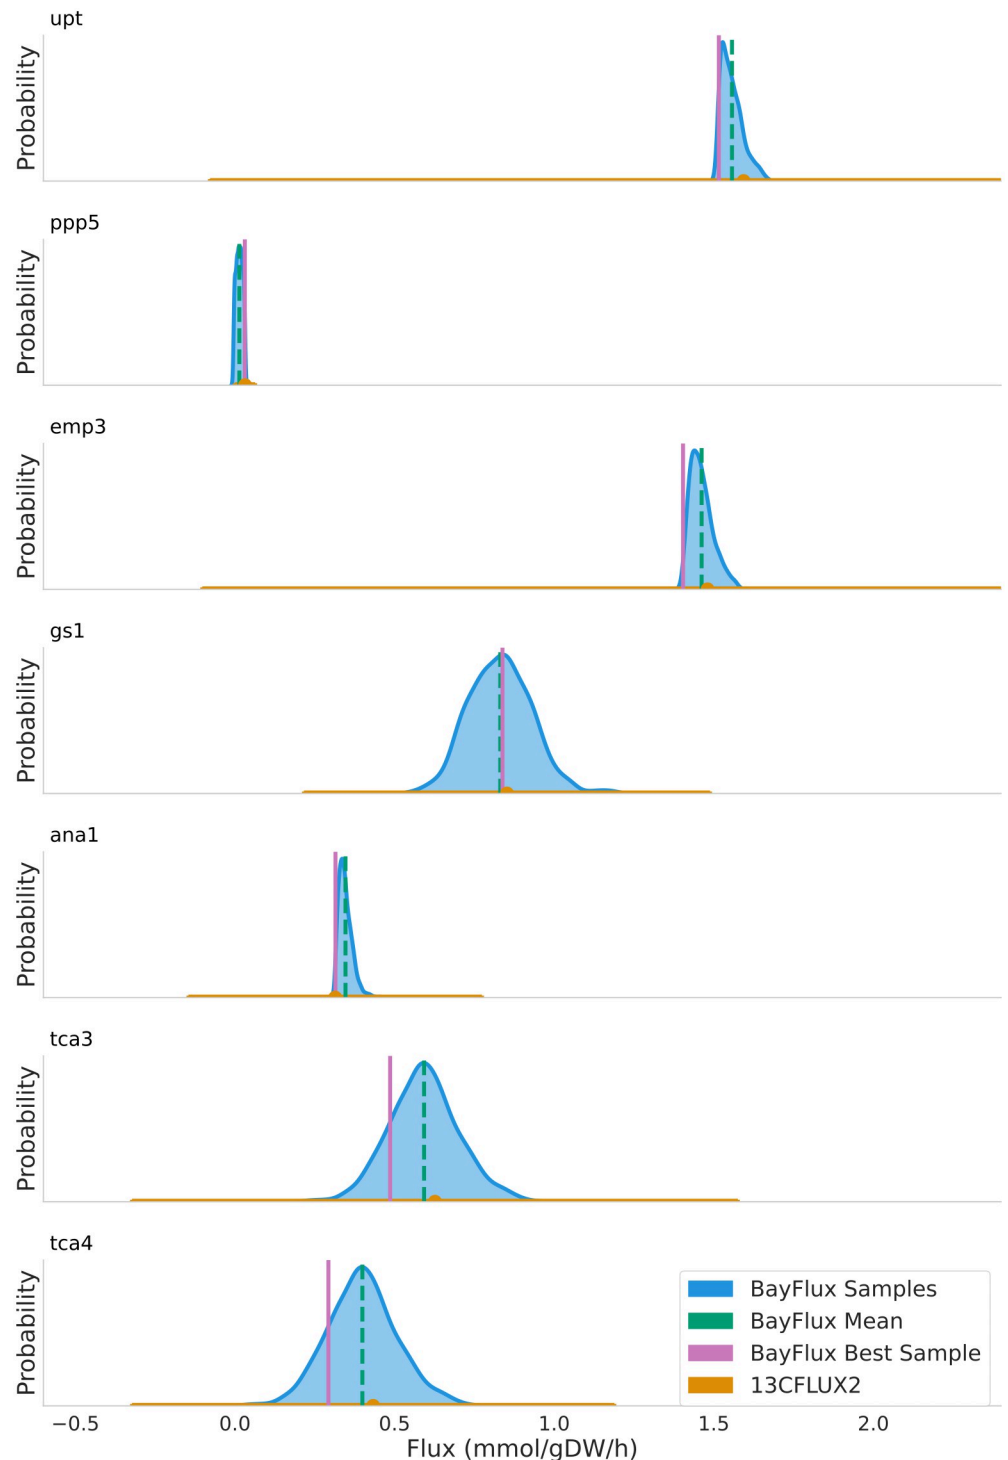 upt
Probability
ppp5
Probability
emp3
Probability
gs1
Probability
ana1
Probability
tca3
Probability
tca4
Probability
BayFlux Samples
BayFlux Mean
BayFlux Best Sample
13CFLUX2
−0.5 0.0 0.5 1.0 1.5 2.0
Flux (mmol/gDW/h)